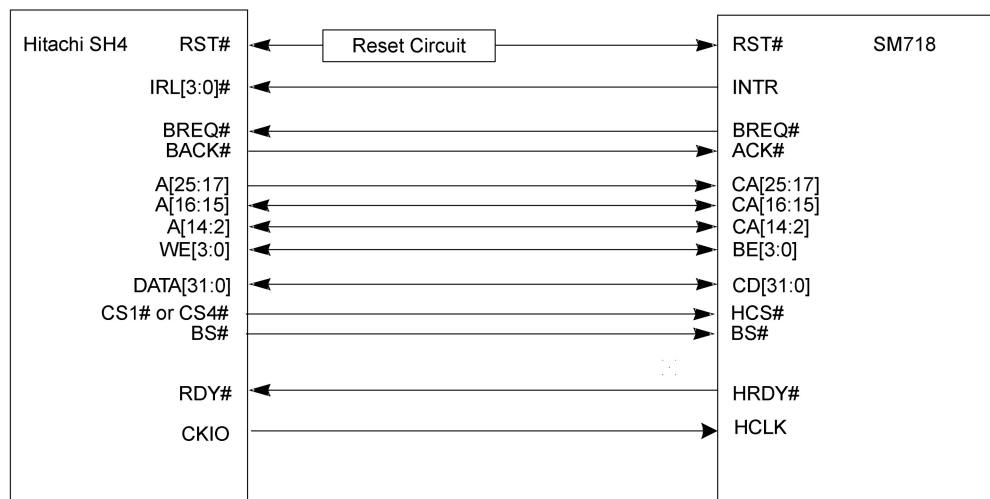 Hitachi SH4 RST# Reset Circuit RST# SM718
IRL[3:0]# INTR
BREQ# BREQ#
BACK# ACK#
A[25:17] CA[25:17]
A[16:15] CA[16:15]
A[14:2] CA[14:2]
WE[3:0] BE[3:0]
DATA[31:0] CD[31:0]
CS1# or CS4# HCS#
BS# BS#
RDY# HRDY#
CKIO HCLK